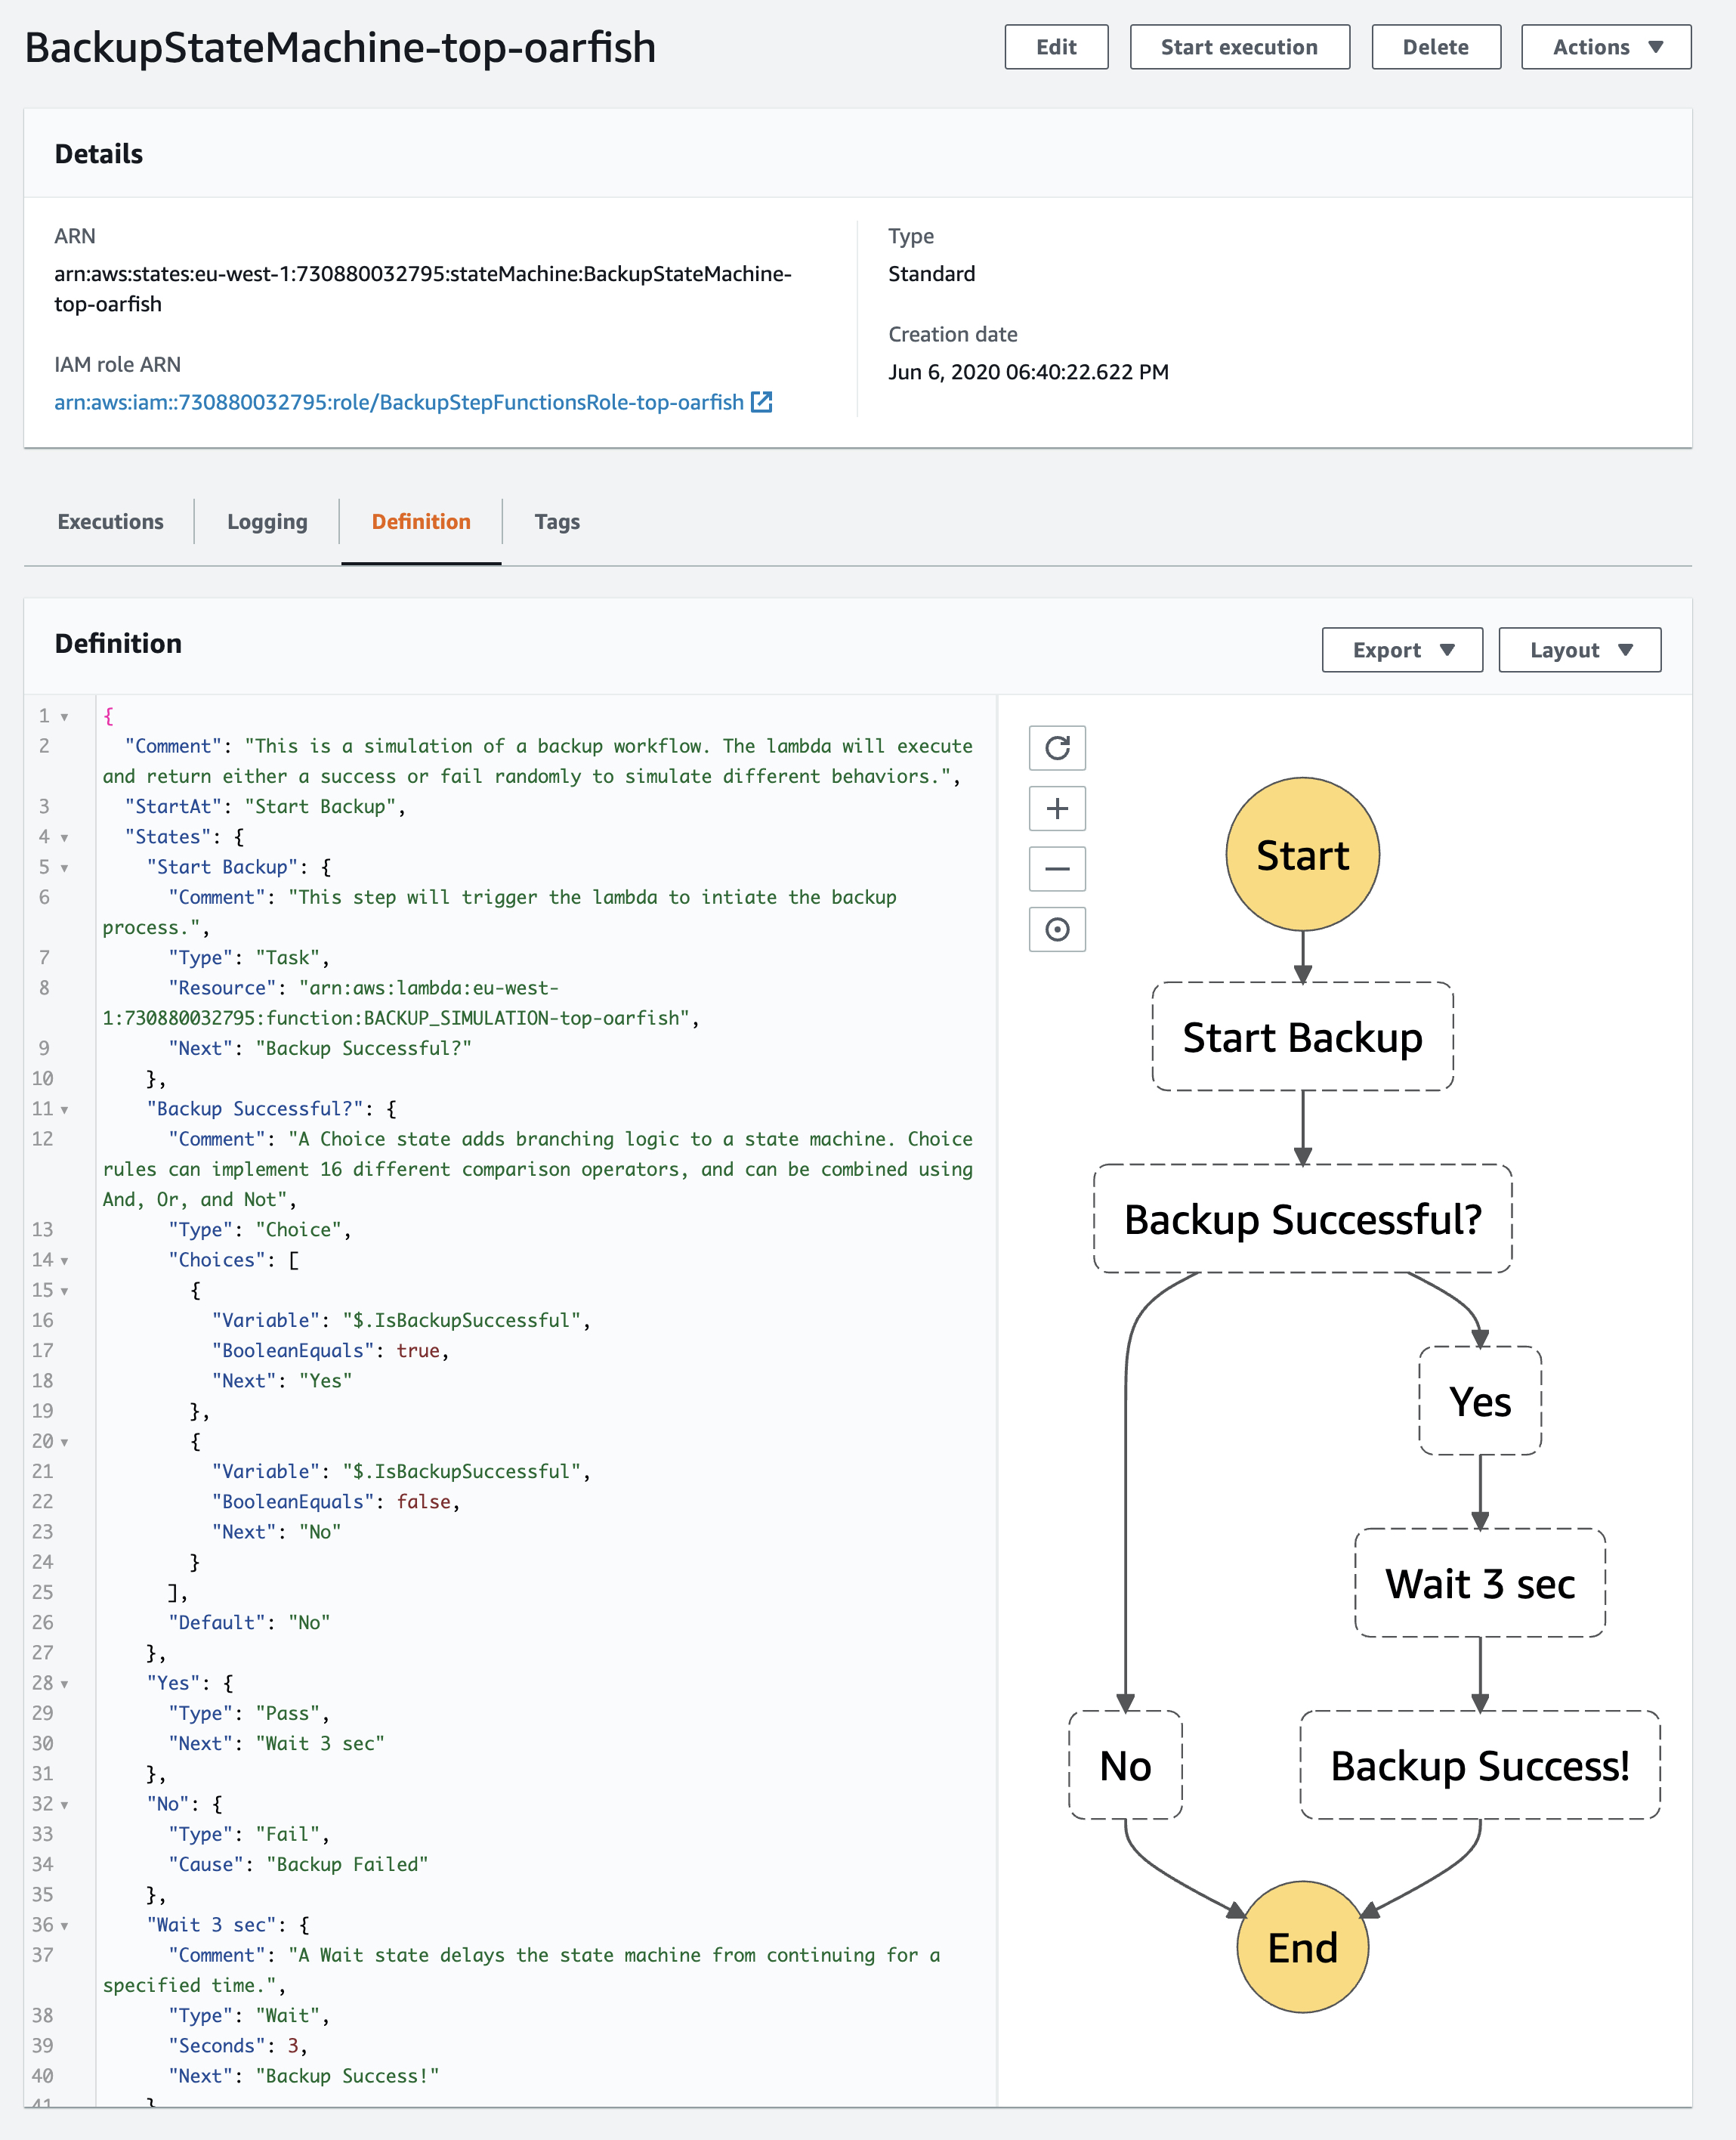 BackupStateMachine-top-oarfish
Edit
Start execution
Delete
Actions
Details
ARN
arn:aws:states:eu-west-1:730880032795:stateMachine:BackupStateMachine-
top-oarfish
IAM role ARN
arn:aws:iam::730880032795:role/BackupStepFunctionsRole-top-oarfish
Type
Standard
Creation date
Jun 6, 2020 06:40:22.622 PM
Executions
Logging
Definition
Tags
Definition
Export
Layout
1 {
2 "Comment": "This is a simulation of a backup workflow. The lambda will execute
and return either a success or fail randomly to simulate different behaviors.",
3 "StartAt": "Start Backup",
4 "States": {
5 "Start Backup": {
6 "Comment": "This step will trigger the lambda to intiate the backup
process.",
7 "Type": "Task",
8 "Resource": "arn:aws:lambda:eu-west-
1:730880032795:function:BACKUP_SIMULATION-top-oarfish",
9 "Next": "Backup Successful?"
10 },
11 "Backup Successful?": {
12 "Comment": "A Choice state adds branching logic to a state machine. Choice
rules can implement 16 different comparison operators, and can be combined using
And, Or, and Not",
13 "Type": "Choice",
14 "Choices": [
15 {
16 "Variable": "$.IsBackupSuccessful",
17 "BooleanEquals": true,
18 "Next": "Yes"
19 },
20 {
21 "Variable": "$.IsBackupSuccessful",
22 "BooleanEquals": false,
23 "Next": "No"
24 }
25 ],
26 "Default": "No"
27 },
28 "Yes": {
29 "Type": "Pass",
30 "Next": "Wait 3 sec"
31 },
32 "No": {
33 "Type": "Fail",
34 "Cause": "Backup Failed"
35 },
36 "Wait 3 sec": {
37 "Comment": "A Wait state delays the state machine from continuing for a
specified time.",
38 "Type": "Wait",
39 "Seconds": 3,
40 "Next": "Backup Success!"
41 }
Start
Start Backup
Backup Successful?
Yes
Wait 3 sec
No
Backup Success!
End